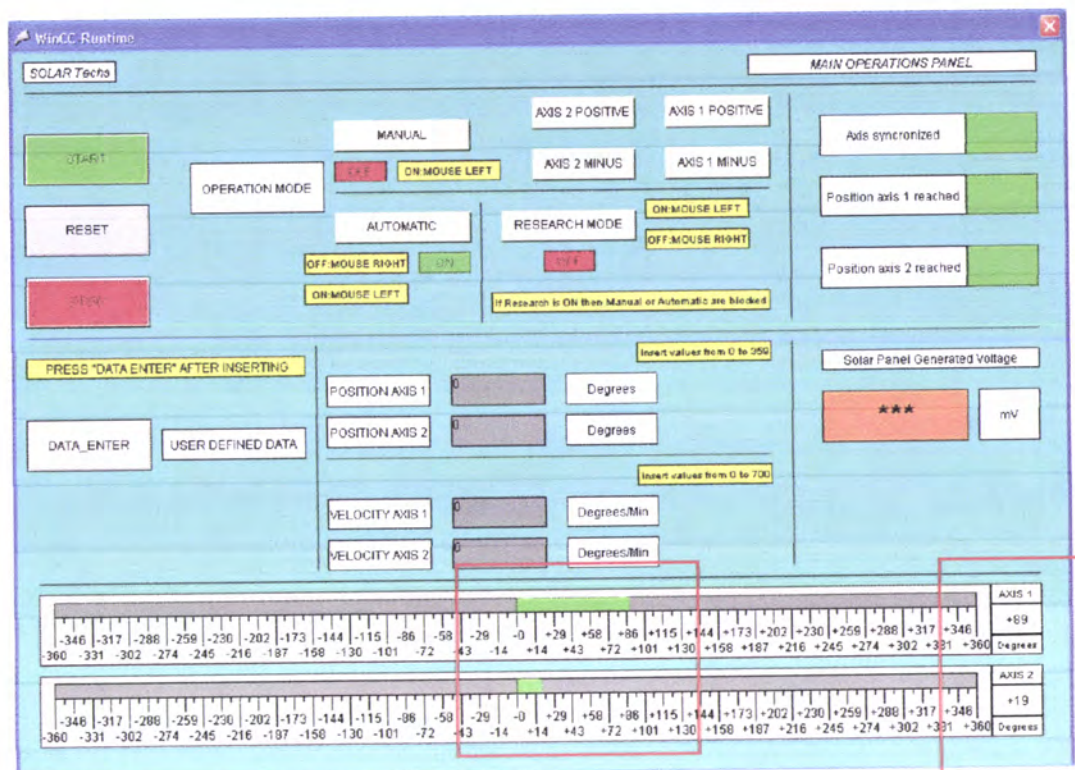 WinCC Runtime
SOLAR Techs
MAIN OPERATIONS PANEL
START
RESET
OPERATION MODE
MANUAL
OFF
ON:MOUSE LEFT
AXIS 2 POSITIVE
AXIS 1 POSITIVE
AXIS 2 MINUS
AXIS 1 MINUS
AUTOMATIC
OFF:MOUSE RIGHT
ON
ON:MOUSE LEFT
RESEARCH MODE
ON:MOUSE LEFT
OFF:MOUSE RIGHT
OFF
If Research is ON then Manual or Automatic are blocked
Axis syncronized
Position axis 1 reached
Position axis 2 reached
PRESS "DATA ENTER" AFTER INSERTING
DATA_ENTER
USER DEFINED DATA
Insert values from 0 to 359
POSITION AXIS 1
0
Degrees
POSITION AXIS 2
0
Degrees
Insert values from 0 to 700
VELOCITY AXIS 1
0
Degrees/Min
VELOCITY AXIS 2
0
Degrees/Min
Solar Panel Generated Voltage
***
mV
-346 -317 -288 -259 -230 -202 -173 -144 -115 -86 -58 -29 -0 +29 +58 +86 +115 +144 +173 +202 +230 +259 +288 +317 +346
-360 -331 -302 -274 -245 -216 -187 -158 -130 -101 -72 -43 -14 +14 +43 +72 +101 +130 +158 +187 +216 +245 +274 +302 +331 +360
AXIS 1
+89
Degrees
-346 -317 -288 -259 -230 -202 -173 -144 -115 -86 -58 -29 -0 +29 +58 +86 +115 +144 +173 +202 +230 +259 +288 +317 +346
-360 -331 -302 -274 -245 -216 -187 -158 -130 -101 -72 -43 -14 +14 +43 +72 +101 +130 +158 +187 +216 +245 +274 +302 +331 +360
AXIS 2
+19
Degrees